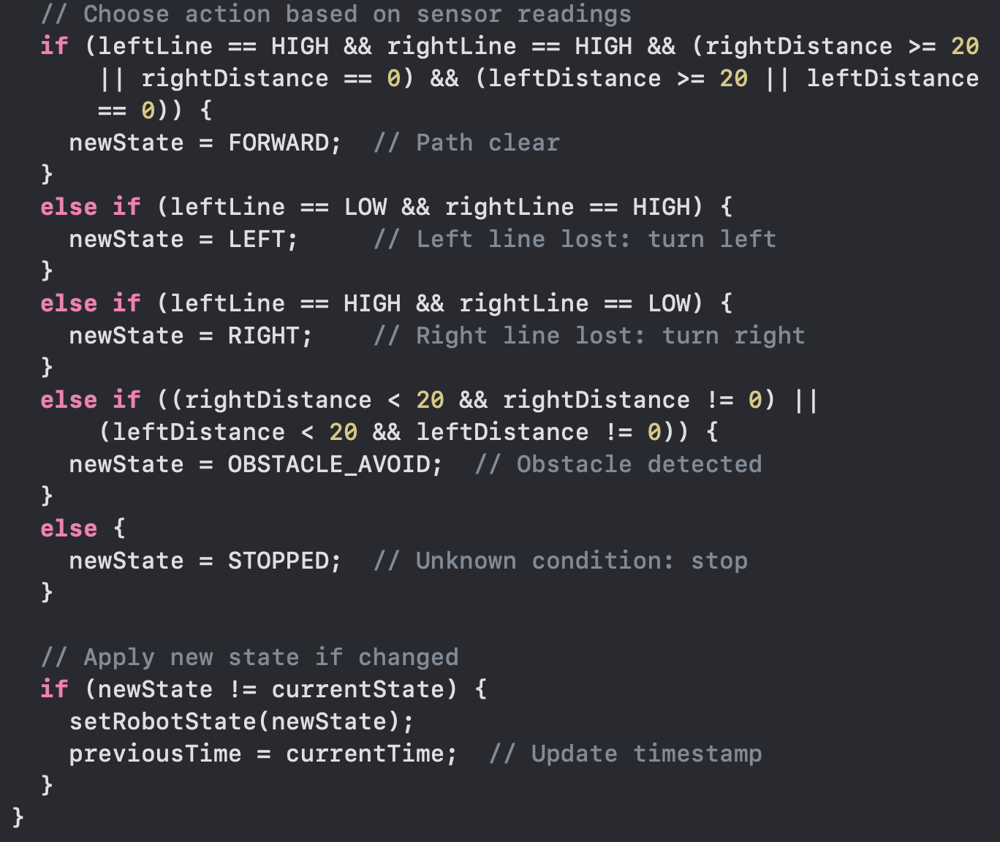 // Choose action based on sensor readings
if (leftLine == HIGH && rightLine == HIGH && (rightDistance >= 20
|| rightDistance == 0) && (leftDistance >= 20 || leftDistance
== 0)) {
newState = FORWARD;  // Path clear
}
else if (leftLine == LOW && rightLine == HIGH) {
newState = LEFT;     // Left line lost: turn left
}
else if (leftLine == HIGH && rightLine == LOW) {
newState = RIGHT;    // Right line lost: turn right
}
else if ((rightDistance < 20 && rightDistance != 0) ||
(leftDistance < 20 && leftDistance != 0)) {
newState = OBSTACLE_AVOID;  // Obstacle detected
}
else {
newState = STOPPED;  // Unknown condition: stop
}
// Apply new state if changed
if (newState != currentState) {
setRobotState(newState);
previousTime = currentTime;  // Update timestamp
}
}